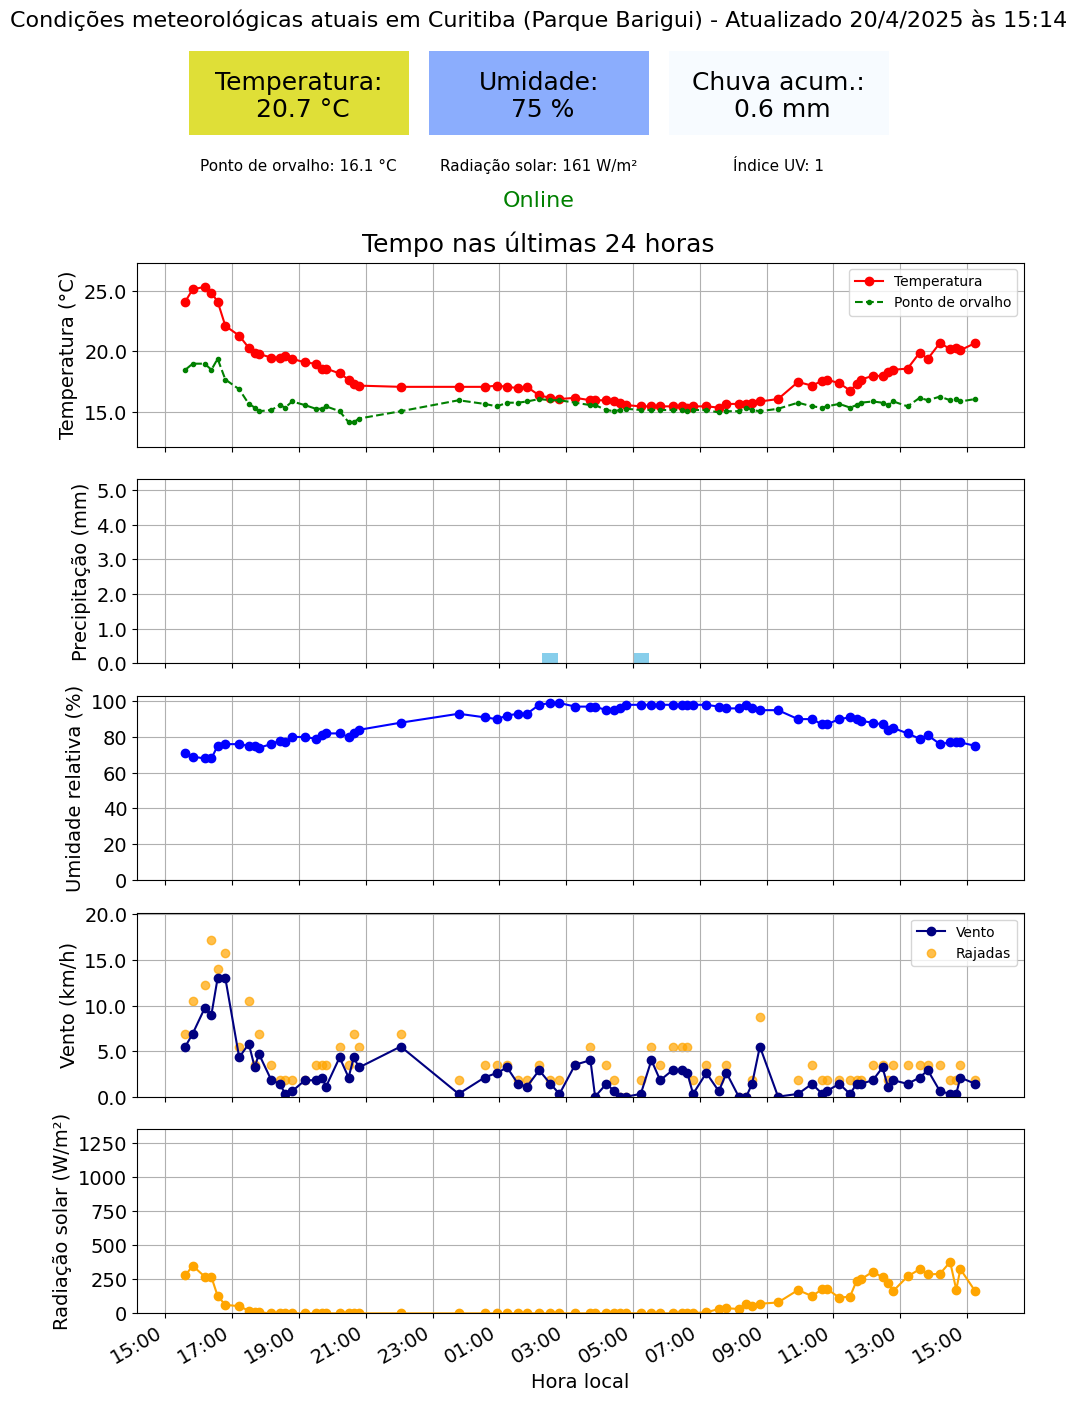 Condições meteorológicas atuais em Curitiba (Parque Barigui) - Atualizado 20/4/2025 às 15:14
Temperatura:
20.7 °C
Umidade:
75 %
Chuva acum.:
0.6 mm
Ponto de orvalho: 16.1 °C
Radiação solar: 161 W/m²
Índice UV: 1
Online
Tempo nas últimas 24 horas
Temperatura (°C)
25.0
20.0
15.0
Temperatura
Ponto de orvalho
Precipitação (mm)
5.0
4.0
3.0
2.0
1.0
0.0
Umidade relativa (%)
100
80
60
40
20
0
Vento (km/h)
20.0
15.0
10.0
5.0
0.0
Vento
Rajadas
Radiação solar (W/m²)
1250
1000
750
500
250
0
15:00
17:00
19:00
21:00
23:00
01:00
03:00
05:00
07:00
09:00
11:00
13:00
15:00
Hora local